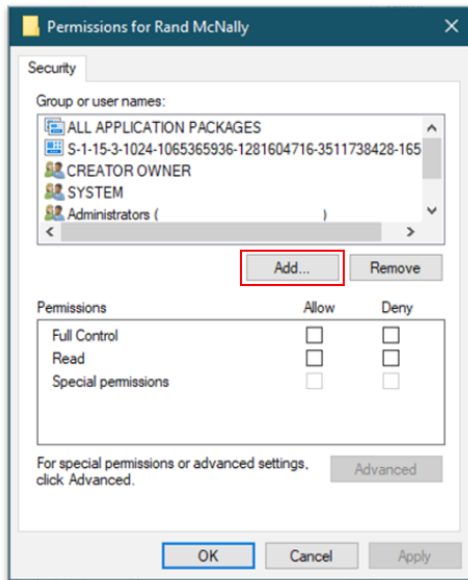 Permissions for Rand McNally
Security
Group or user names:
ALL APPLICATION PACKAGES
S-1-15-3-1024-1065365936-1281604716-3511738428-165
CREATOR OWNER
SYSTEM
Administrators ( )
Add... Remove
Permissions Allow Deny
Full Control
Read
Special permissions
For special permissions or advanced settings,
click Advanced.
Advanced
OK Cancel Apply